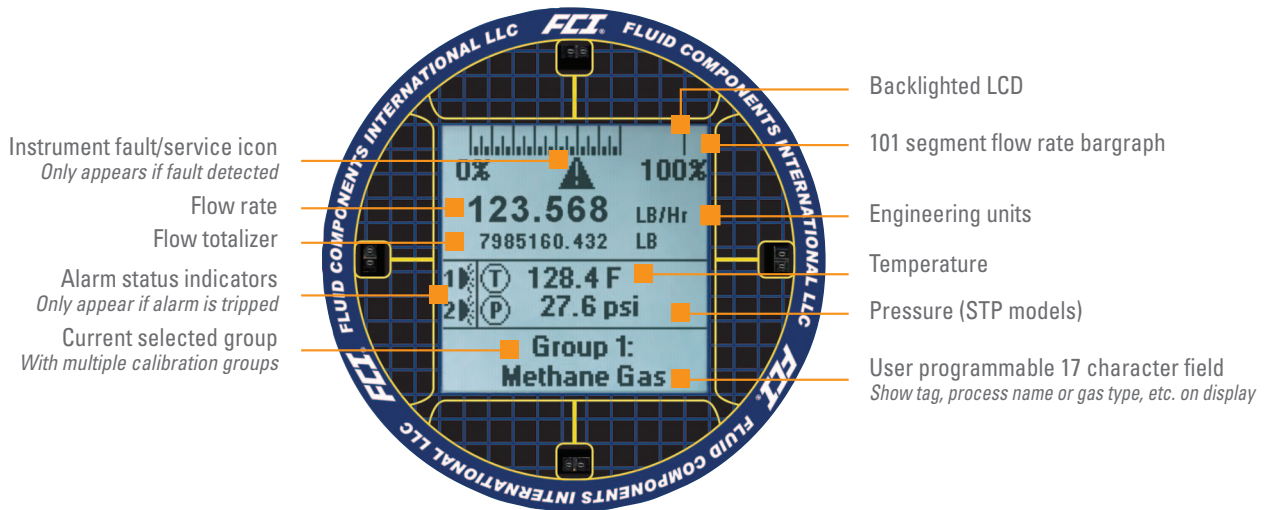 FCI. FLUID COMPONENTS INTERNATIONAL LLC
FCI FLUID COMPONENTS INTERNATIONAL LLC
FCI FLUID COMPONENTS INTERNATIONAL LLC
Instrument fault/service icon
Only appears if fault detected
Flow rate
Flow totalizer
Alarm status indicators
Only appear if alarm is tripped
Current selected group
With multiple calibration groups
0% 100%
123.568 LB/Hr
7985160.432 LB
1 T 128.4 F
2 P 27.6 psi
Group 1:
Methane Gas
Backlighted LCD
101 segment flow rate bargraph
Engineering units
Temperature
Pressure (STP models)
User programmable 17 character field
Show tag, process name or gas type, etc. on display